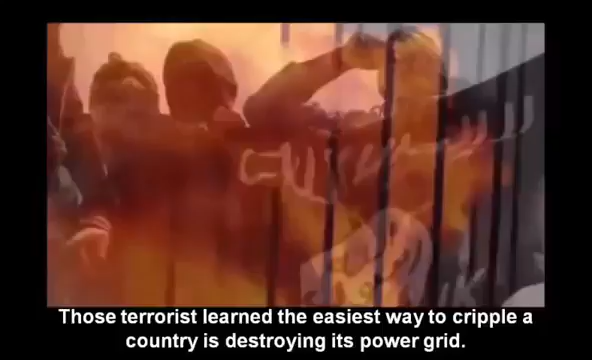 Those terrorist learned the easiest way to cripple a
country is destroying its power grid.